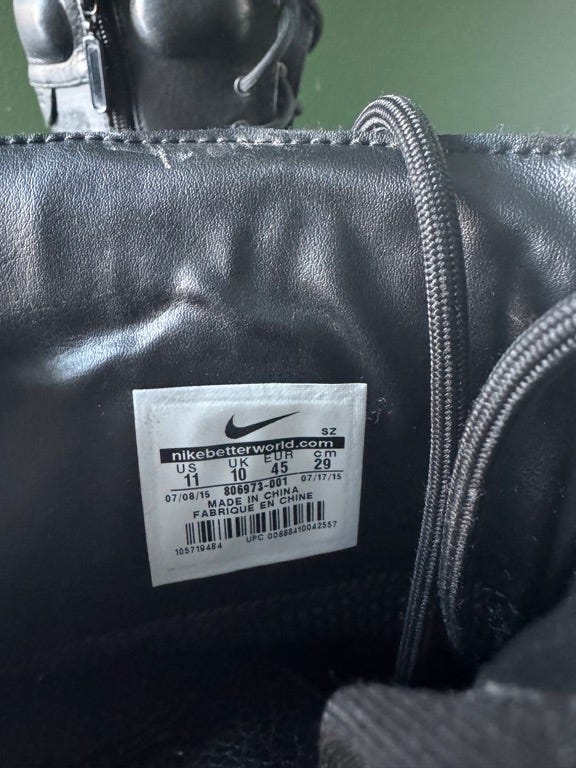 SZ
nikebetterworld.com
US UK EUR cm
11 10 45 29
07/08/15 806973-001 07/17/15
MADE IN CHINA
FABRIQUE EN CHINE
105719484 UPC 00888410042557